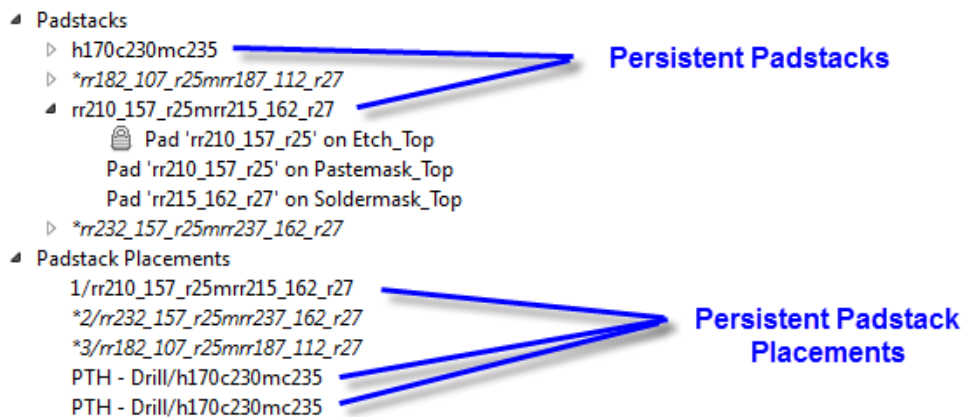 Padstacks
h170c230mc235
*rr182_107_r25mrr187_112_r27
rr210_157_r25mrr215_162_r27
Pad 'rr210_157_r25' on Etch_Top
Pad 'rr210_157_r25' on Pastemask_Top
Pad 'rr215_162_r27' on Soldermask_Top
*rr232_157_r25mrr237_162_r27
Padstack Placements
1/rr210_157_r25mrr215_162_r27
*2/rr232_157_r25mrr237_162_r27
*3/rr182_107_r25mrr187_112_r27
PTH - Drill/h170c230mc235
PTH - Drill/h170c230mc235
Persistent Padstacks
Persistent Padstack
Placements